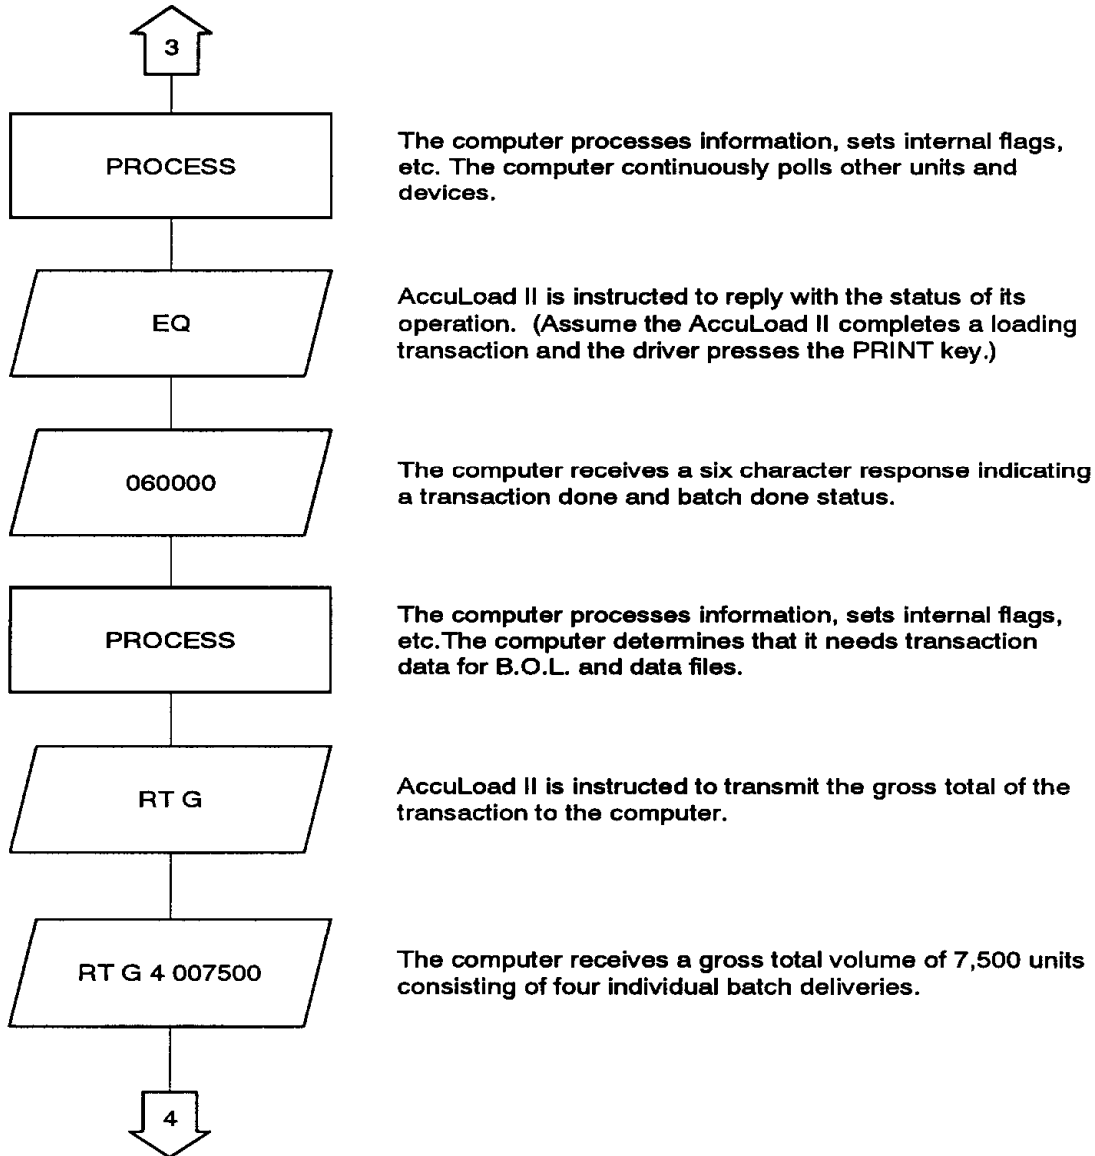 3
PROCESS
The computer processes information, sets internal flags,
etc. The computer continuously polls other units and
devices.
EQ
AccuLoad II is instructed to reply with the status of its
operation. (Assume the AccuLoad II completes a loading
transaction and the driver presses the PRINT key.)
060000
The computer receives a six character response indicating
a transaction done and batch done status.
PROCESS
The computer processes information, sets internal flags,
etc.The computer determines that it needs transaction
data for B.O.L. and data files.
RT G
AccuLoad II is instructed to transmit the gross total of the
transaction to the computer.
RT G 4 007500
The computer receives a gross total volume of 7,500 units
consisting of four individual batch deliveries.
4